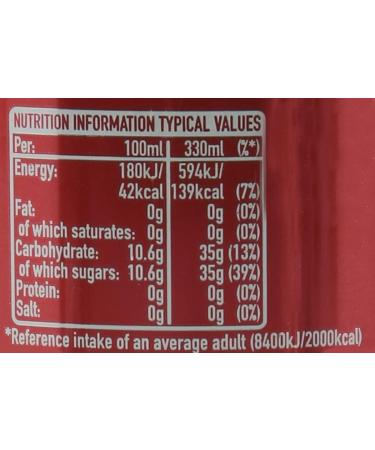 NUTRITION INFORMATION TYPICAL VALUES
Per: 100ml 330ml (%*)
Energy: 180kJ/ 594kJ/
42kcal 139kcal (7%)
Fat: 0g 0g (0%)
of which saturates: 0g 0g (0%)
Carbohydrate: 10.6g 35g (13%)
of which sugars: 10.6g 35g (39%)
Protein: 0g 0g (0%)
Salt: 0g 0g (0%)
*Reference intake of an average adult (8400kJ/2000kcal)